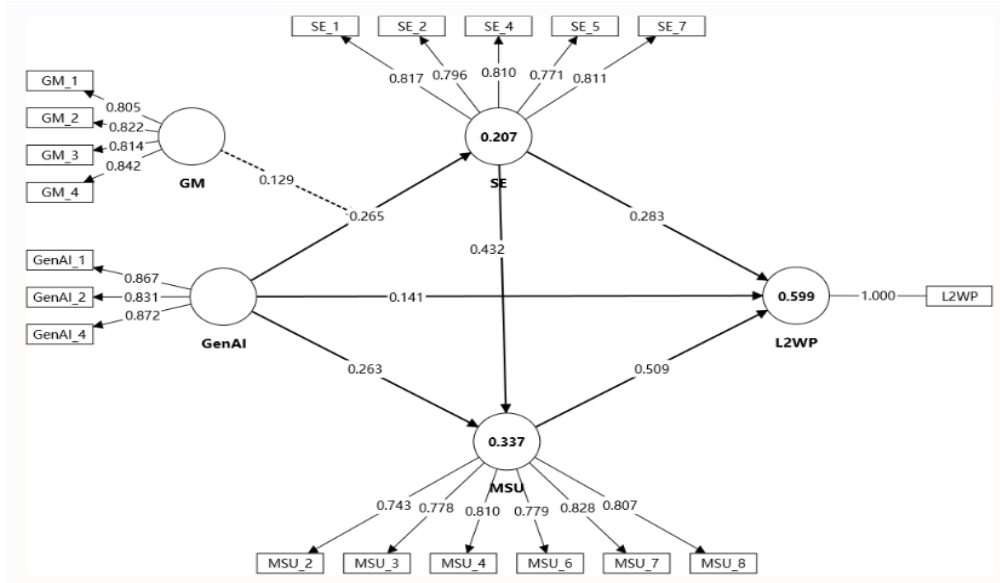 SE_1
SE_2
SE_4
SE_5
SE_7
0.817
0.796
0.810
0.771
0.811
GM_1
GM_2
GM_3
GM_4
0.805
0.822
0.814
0.842
GM
0.129
0.207
SE
0.265
0.283
0.432
GenAI_1
GenAI_2
GenAI_4
0.867
0.831
0.872
GenAI
0.141
0.599
L2WP
1.000
L2WP
0.263
0.509
0.337
MSU
0.743
0.778
0.810
0.779
0.828
0.807
MSU_2
MSU_3
MSU_4
MSU_6
MSU_7
MSU_8